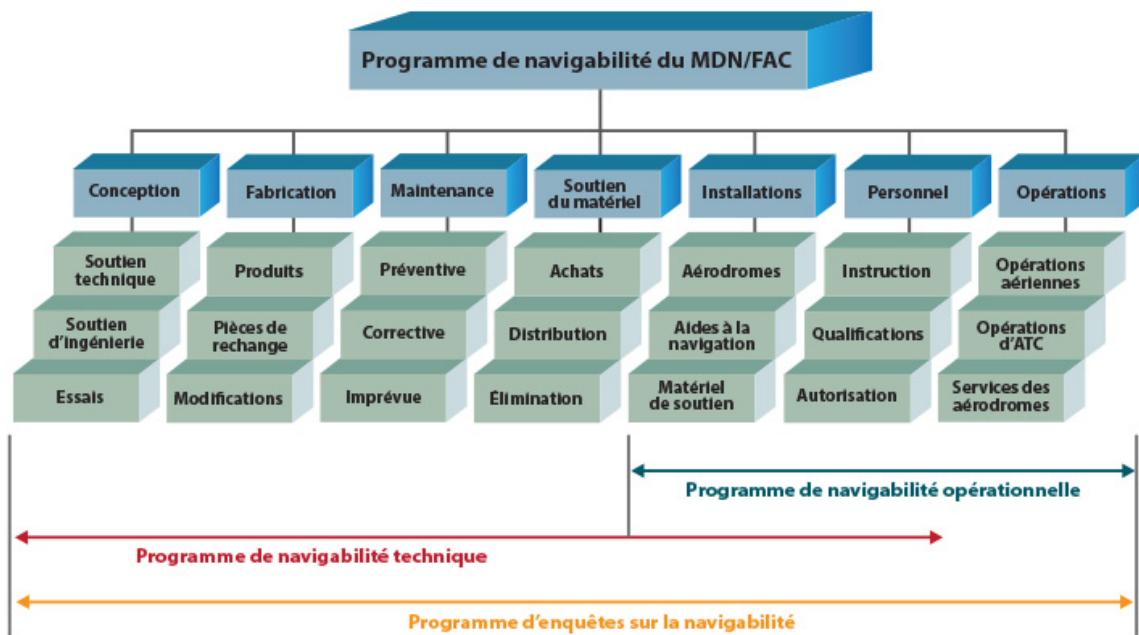 Programme de navigabilité du MDN/FAC
Conception
Fabrication
Maintenance
Soutien
du matériel
Installations
Personnel
Opérations
Soutien
technique
Produits
Préventive
Achats
Aérodromes
Instruction
Opérations
aériennes
Soutien
d'ingénierie
Pièces de
rechange
Corrective
Distribution
Aides à la
navigation
Qualifications
Opérations
d'ATC
Essais
Modifications
Imprévue
Élimination
Matériel
de soutien
Autorisation
Services des
aérodromes
Programme de navigabilité opérationnelle
Programme de navigabilité technique
Programme d'enquêtes sur la navigabilité